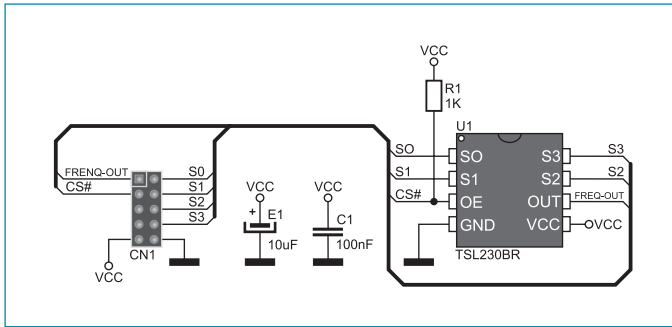 VCC
R1
1K
U1
SO
S1
CS#
SO
S1
OE
GND
S3
S2
OUT
VCC
S3
S2
FREQ-OUT
VCC
TSL230BR
FRENQ-OUT
CS#
S0
S1
S2
S3
VCC
CN1
VCC
+
E1
10uF
VCC
C1
100nF